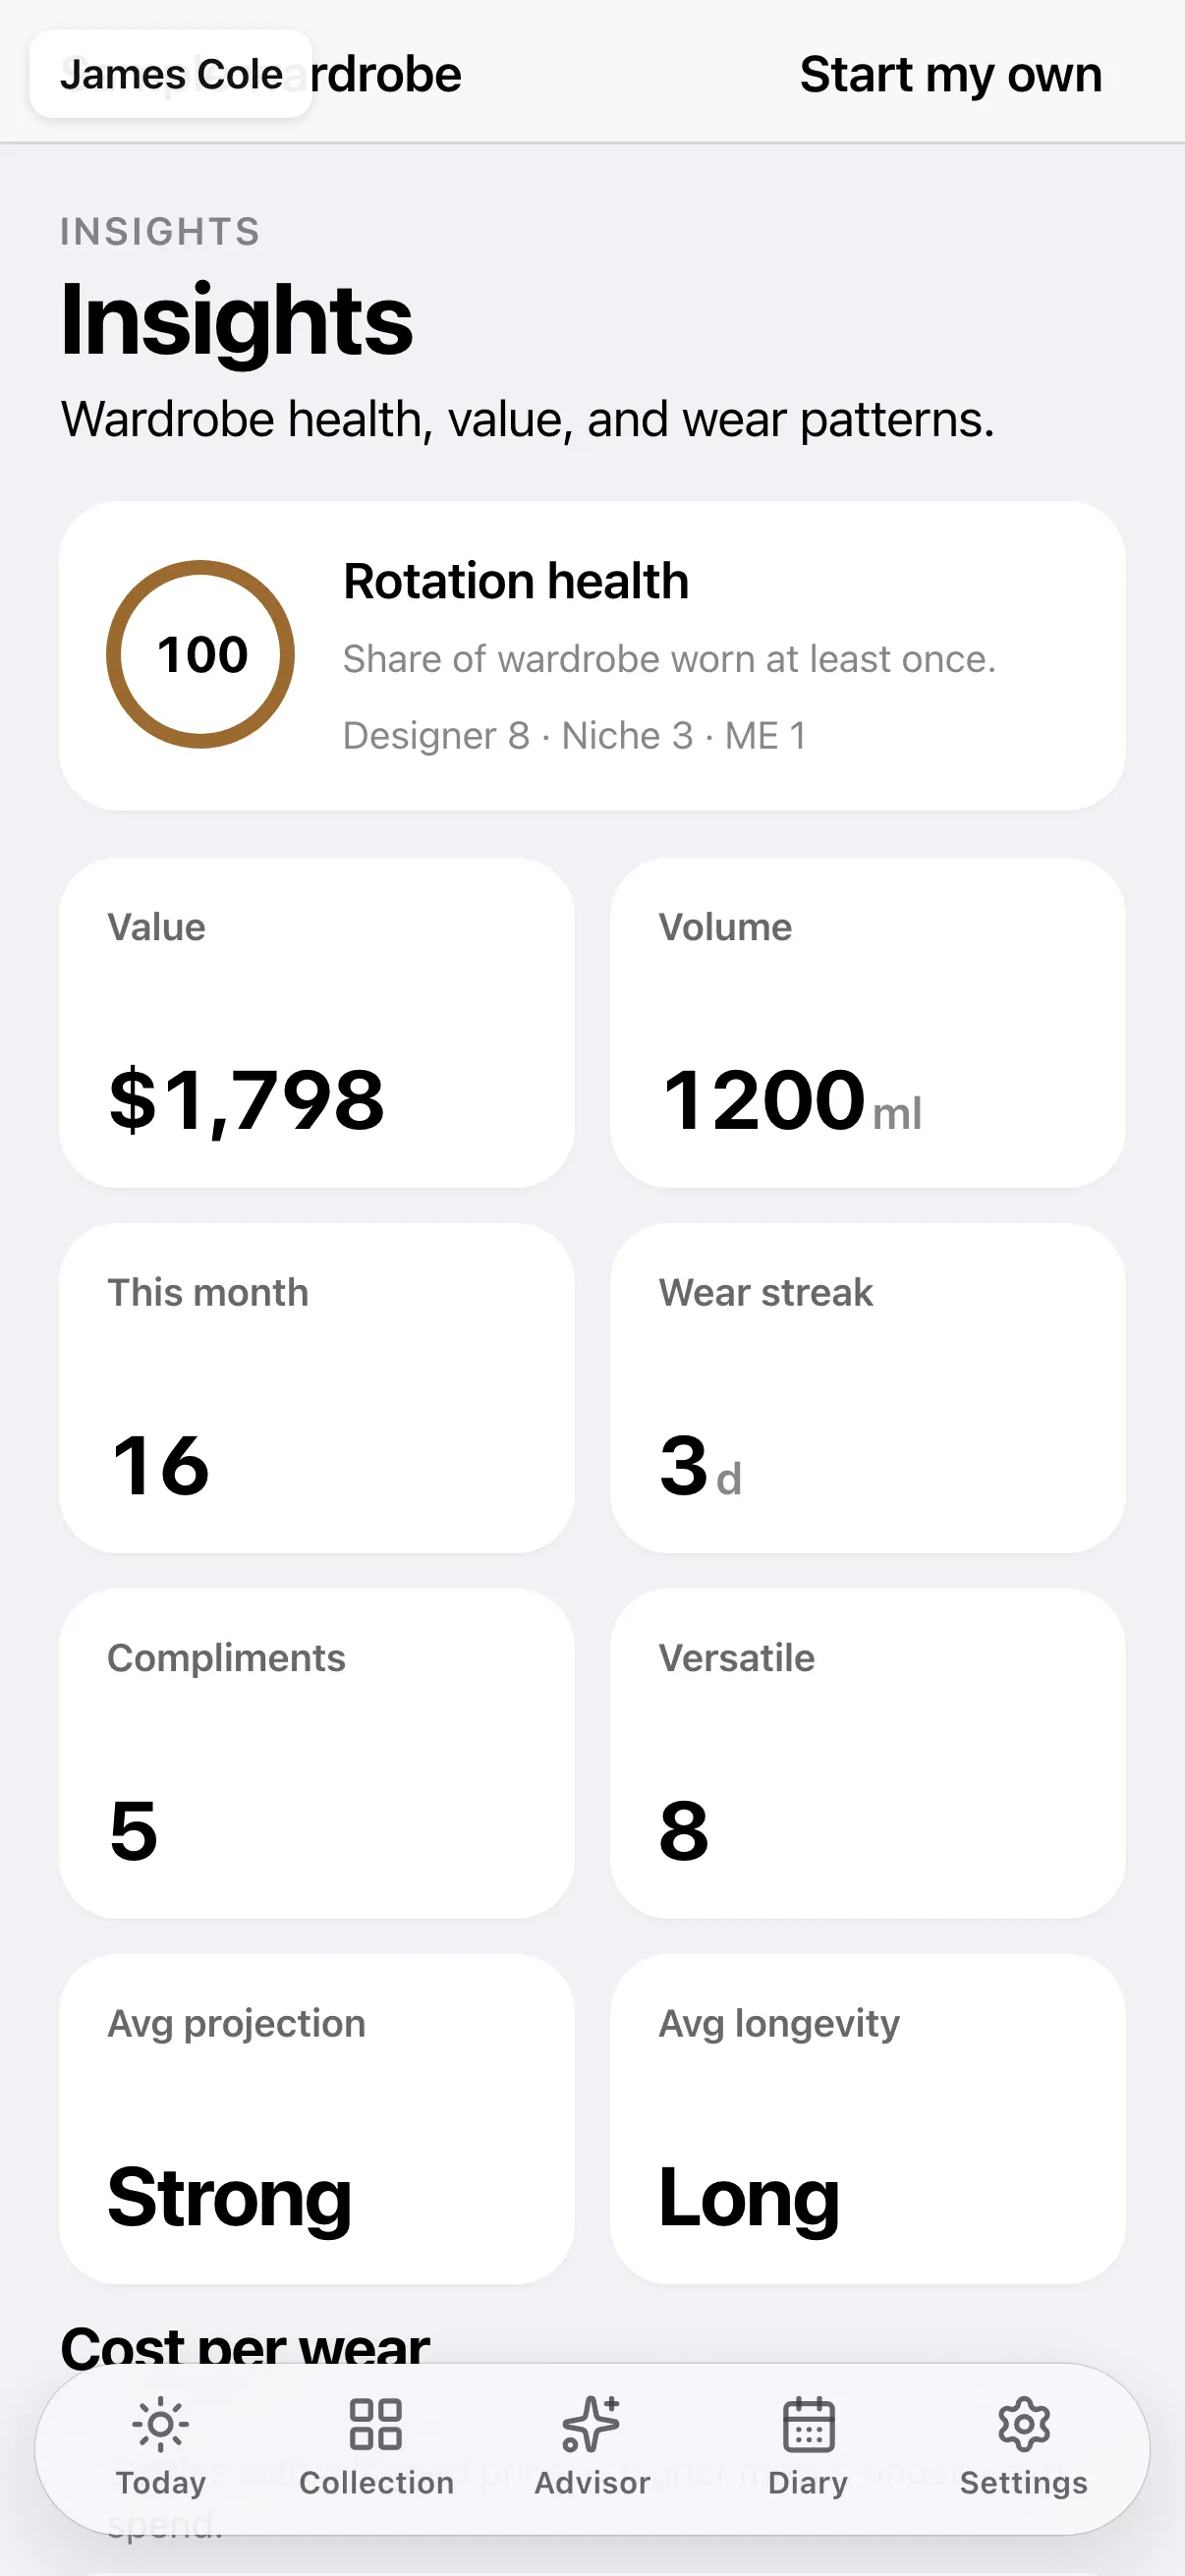 James Cole
rdrobe
Start my own
INSIGHTS
Insights
Wardrobe health, value, and wear patterns.
100
Rotation health
Share of wardrobe worn at least once.
Designer 8 · Niche 3 · ME 1
Value
$1,798
Volume
1200 ml
This month
16
Wear streak
3 d
Compliments
5
Versatile
8
Avg projection
Strong
Avg longevity
Long
Cost per wear
Today
Collection
Advisor
Diary
Settings
spend.